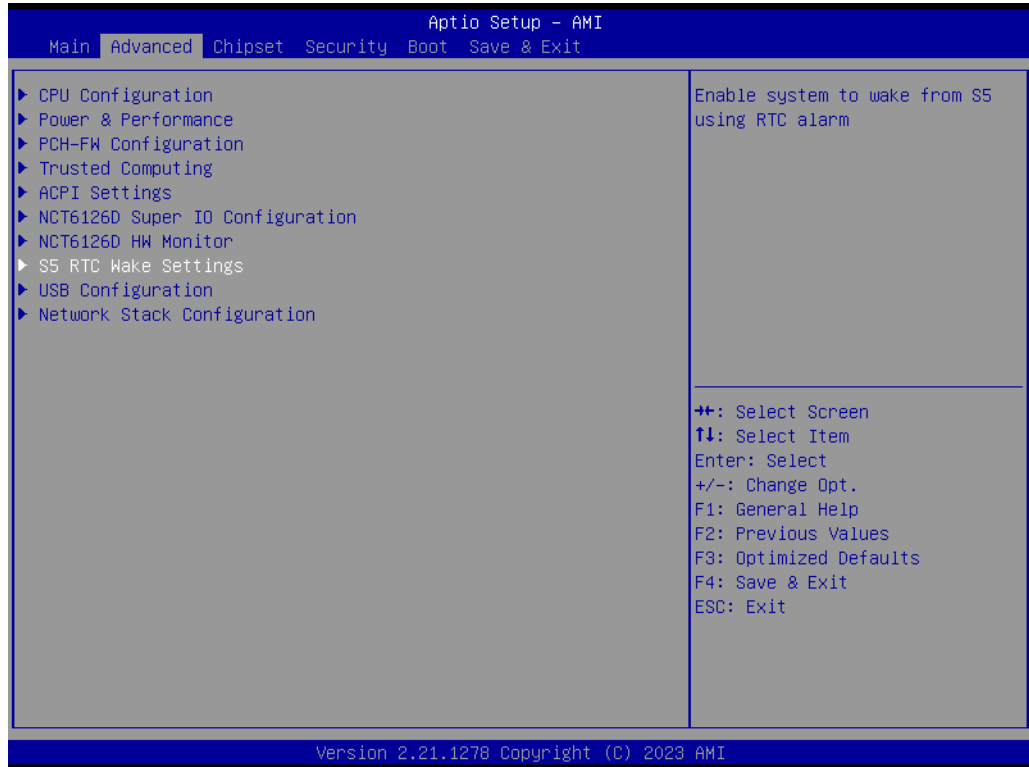 Aptio Setup – AMI
Main Advanced Chipset Security Boot Save & Exit
▶ CPU Configuration
▶ Power & Performance
▶ PCH-FW Configuration
▶ Trusted Computing
▶ ACPI Settings
▶ NCT6126D Super IO Configuration
▶ NCT6126D HW Monitor
▶ S5 RTC Wake Settings
▶ USB Configuration
▶ Network Stack Configuration
Enable system to wake from S5
using RTC alarm
→←: Select Screen
↑↓: Select Item
Enter: Select
+/-: Change Opt.
F1: General Help
F2: Previous Values
F3: Optimized Defaults
F4: Save & Exit
ESC: Exit
Version 2.21.1278 Copyright (C) 2023 AMI